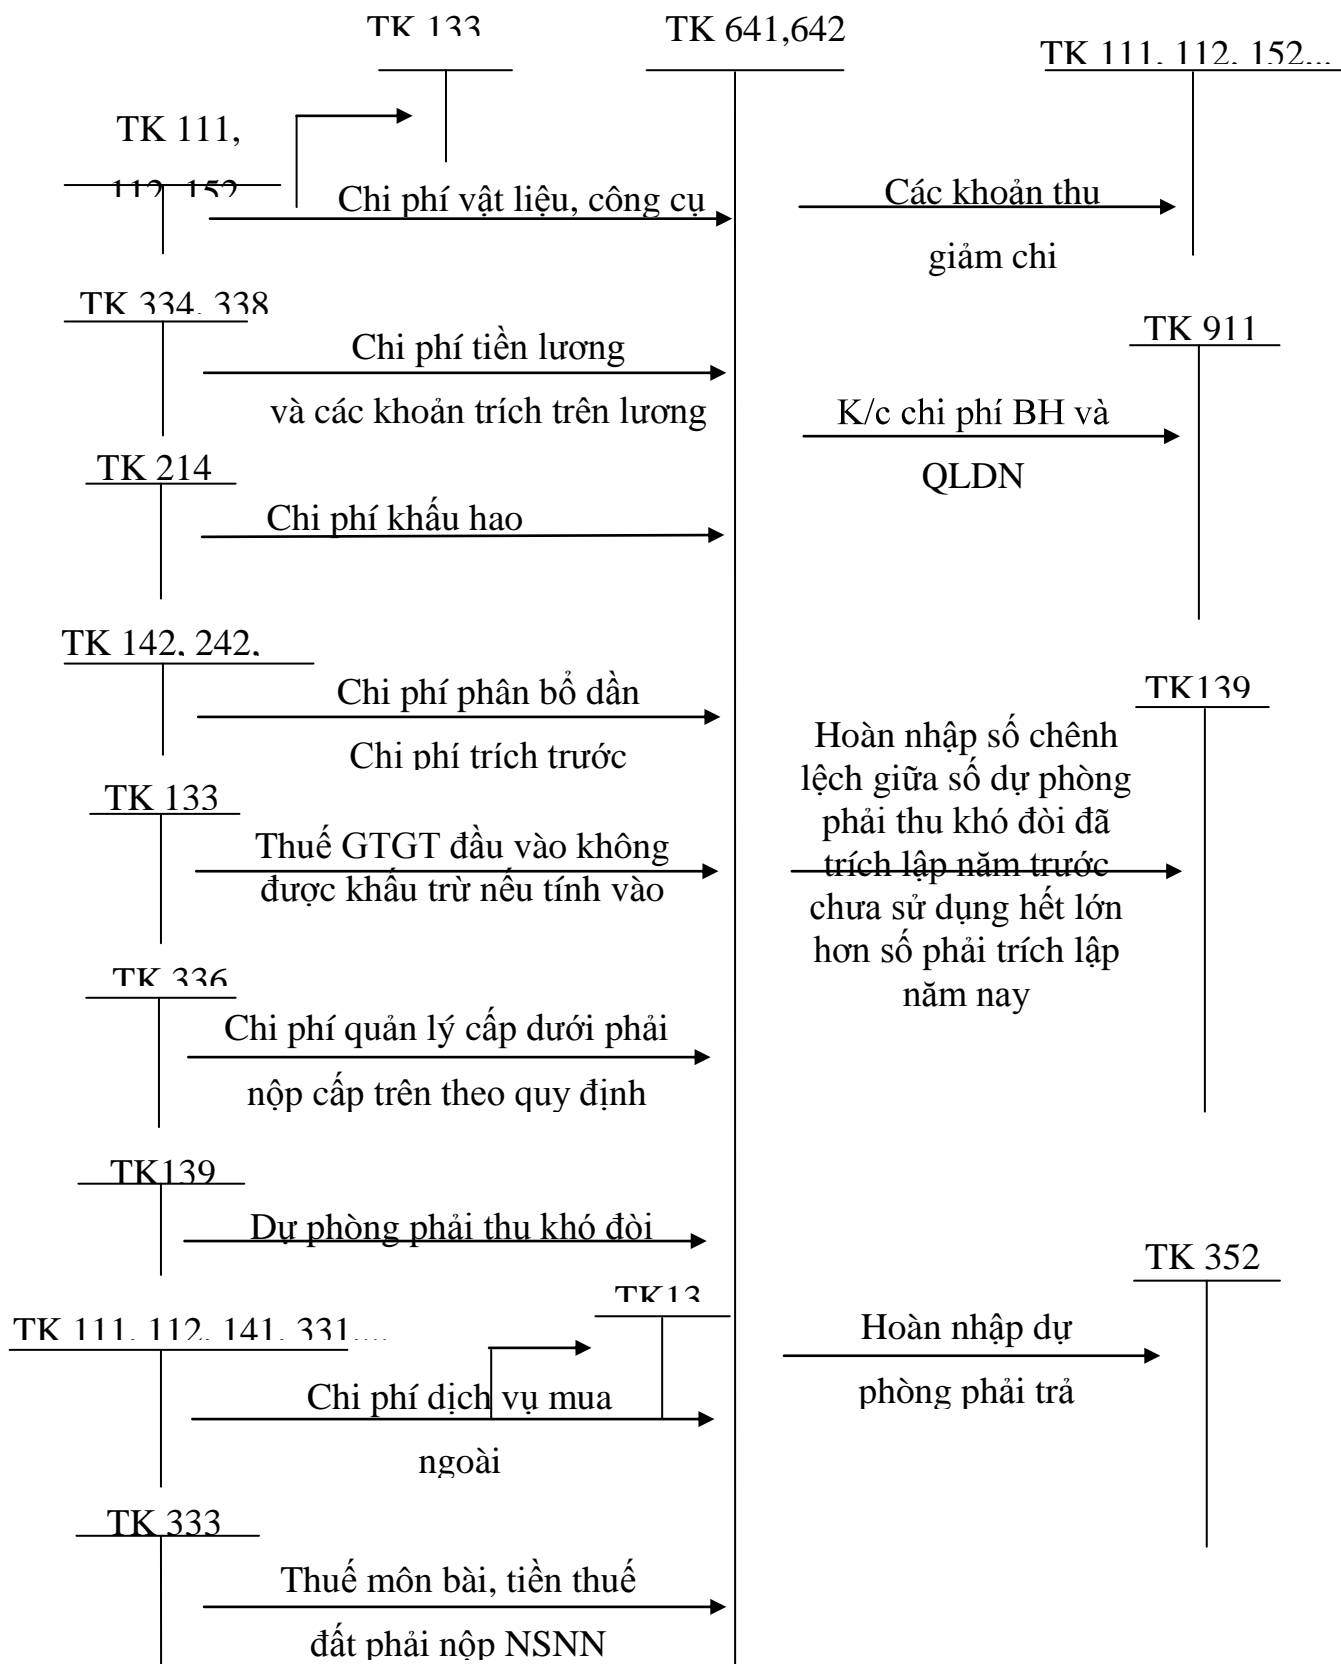 TK 133
TK 641,642
TK 111, 112, 152...
TK 111,
112, 152
Chi phí vật liệu, công cụ
Các khoản thu
giảm chi
TK 334, 338
TK 911
Chi phí tiền lương
và các khoản trích trên lương
K/c chi phí BH và
QLDN
TK 214
Chi phí khấu hao
TK 142, 242,
Chi phí phân bổ dần
Chi phí trích trước
TK139
Hoàn nhập số chênh
lệch giữa số dự phòng
phải thu khó đòi đã
trích lập năm trước
chưa sử dụng hết lớn
hơn số phải trích lập
năm nay
TK 133
Thuế GTGT đầu vào không
được khấu trừ nếu tính vào
TK 336
Chi phí quản lý cấp dưới phải
nộp cấp trên theo quy định
TK139
Dự phòng phải thu khó đòi
TK 352
TK13
TK 111, 112, 141, 331,...
Hoàn nhập dự
phòng phải trả
Chi phí dịch vụ mua
ngoài
TK 333
Thuế môn bài, tiền thuế
đất phải nộp NSNN